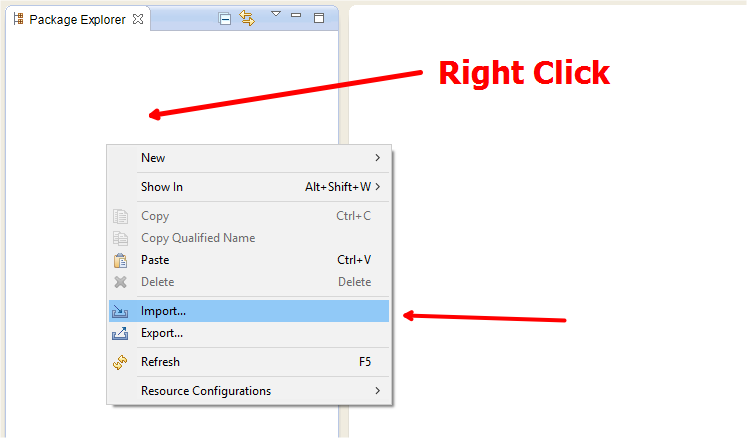 Package Explorer
Right Click
New
Show In Alt+Shift+W
Copy Ctrl+C
Copy Qualified Name
Paste Ctrl+V
Delete Delete
Import...
Export...
Refresh F5
Resource Configurations